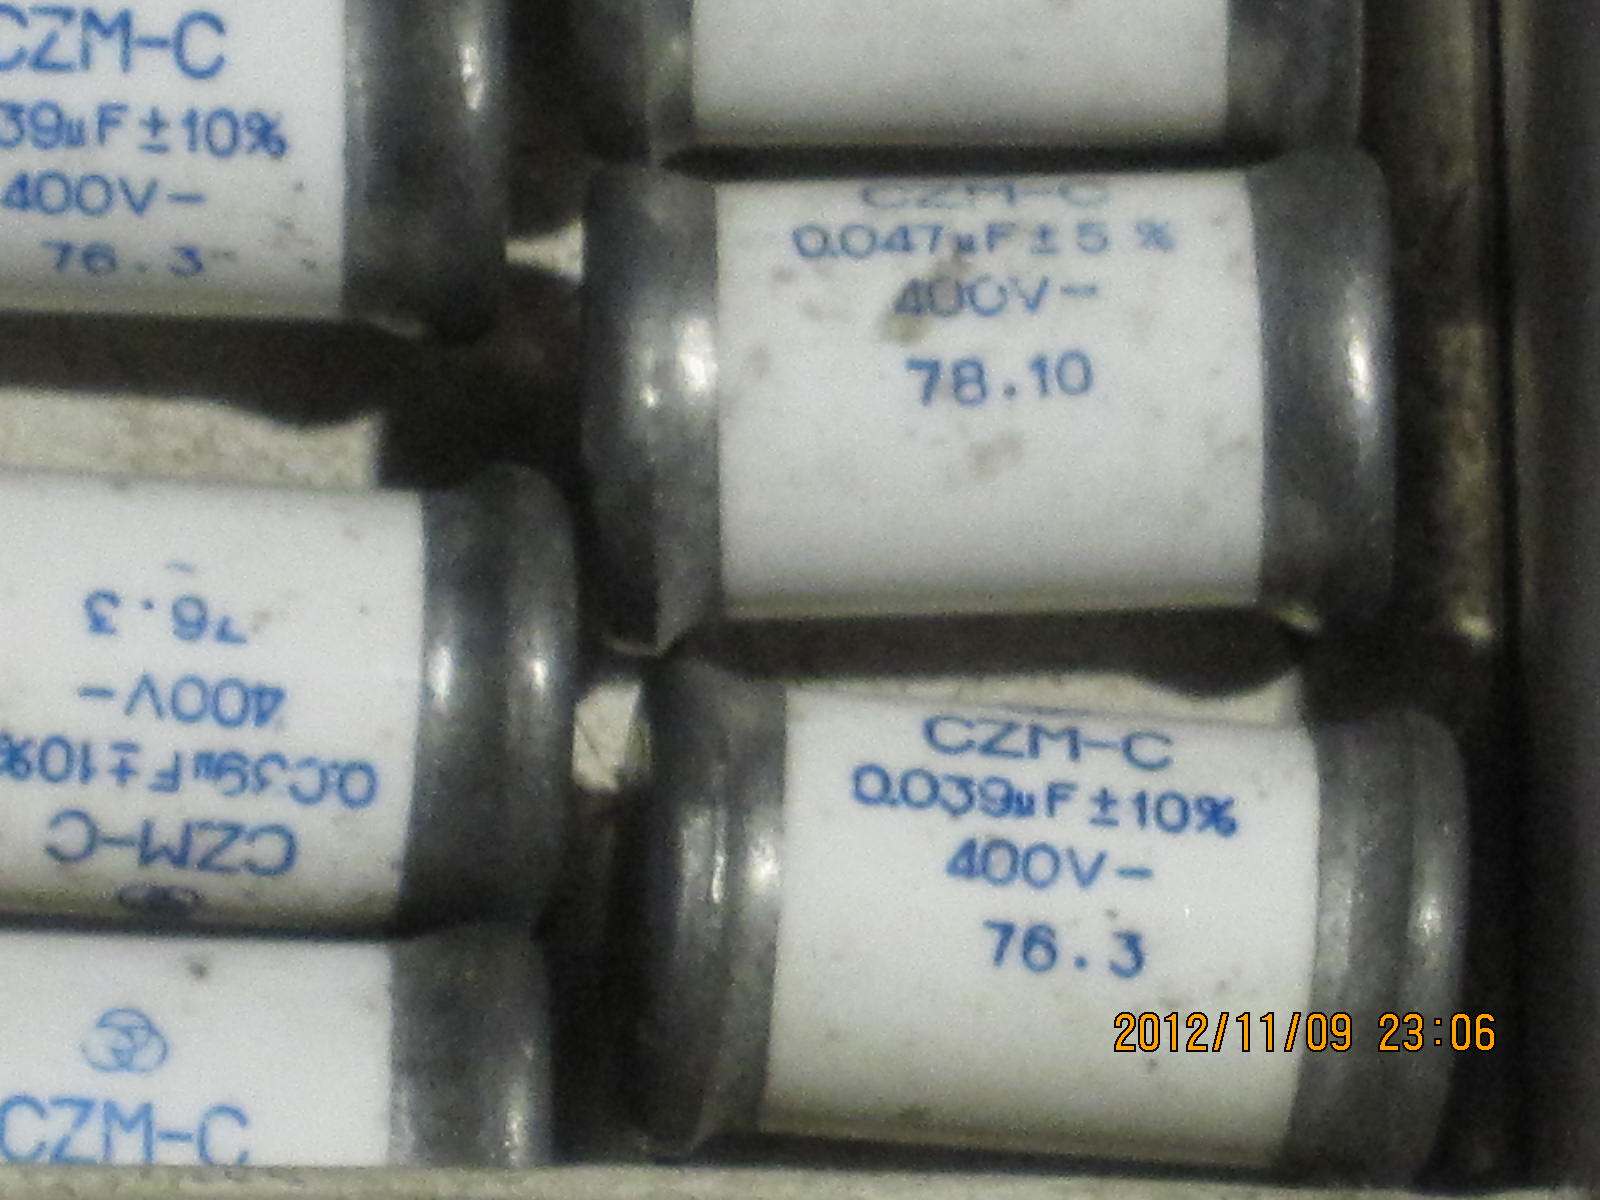 CZM-C
39µF±10%
400V-
76.3
CZM-C
0.047µF±5%
400V-
78.10
76.3
400V-
0.039µF±10%
CZM-C
CZM-C
0.039µF±10%
400V-
76.3
CZM-C
2012/11/09 23:06